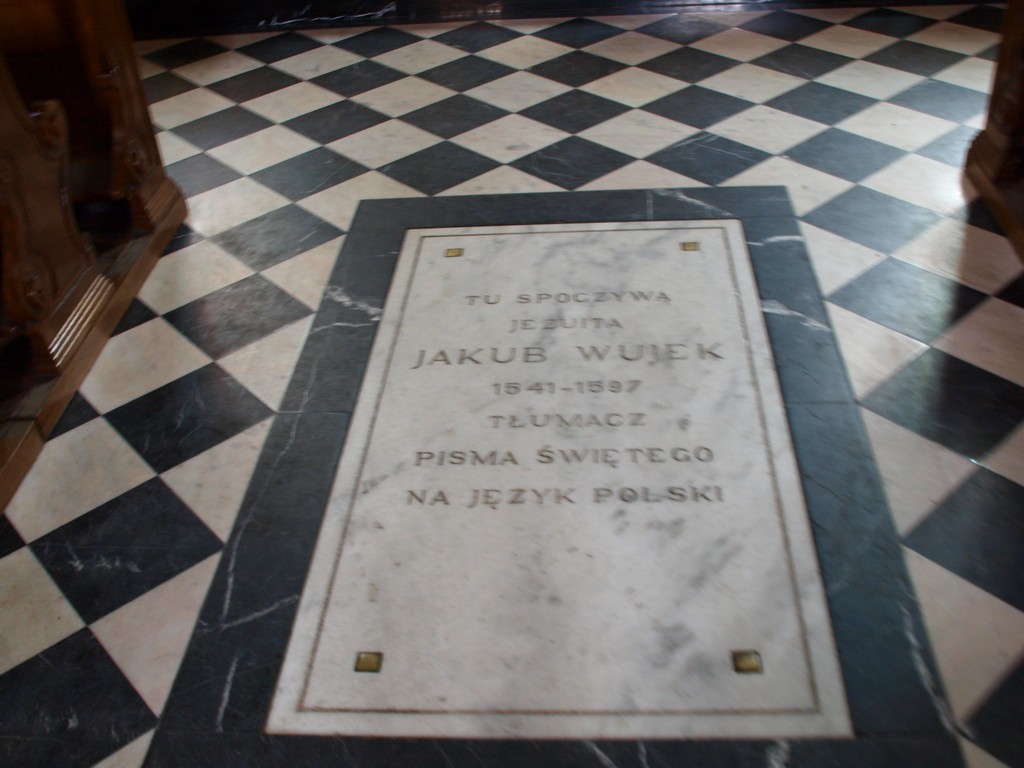 TU SPOCZYWA
JEZUITA
JAKUB WUJEK
1541-1597
TŁUMACZ
PISMA ŚWIĘTEGO
NA JĘZYK POLSKI